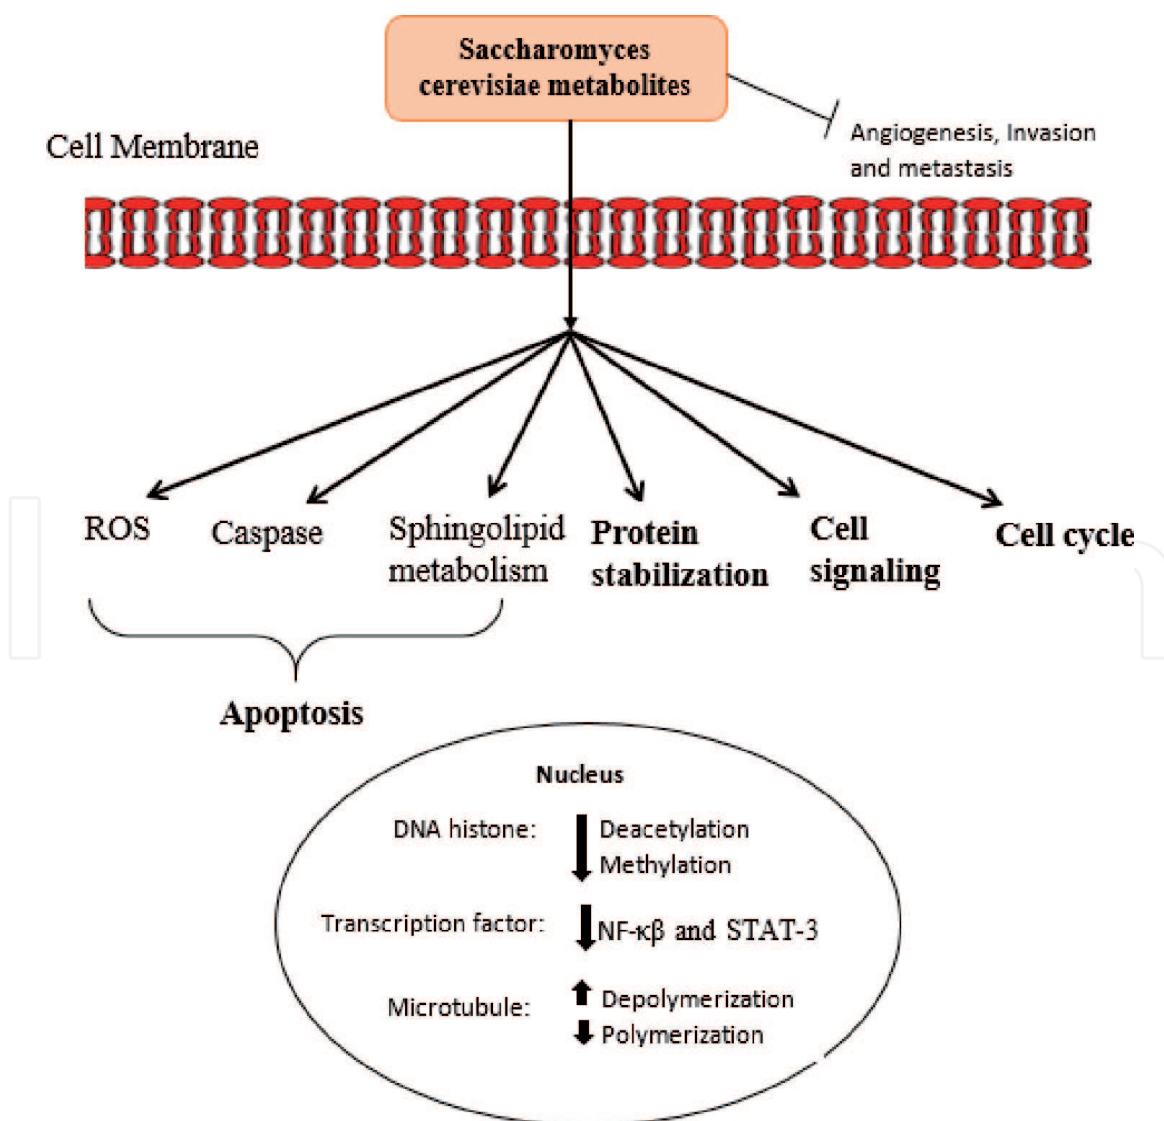 Saccharomyces
cerevisiae metabolites
Cell Membrane
Angiogenesis, Invasion
and metastasis
ROS
Caspase
Sphingolipid
metabolism
Protein
stabilization
Cell
signaling
Cell cycle
Apoptosis
Nucleus
DNA histone:
Deacetylation
Methylation
Transcription factor:
NF-κβ and STAT-3
Microtubule:
Depolymerization
Polymerization